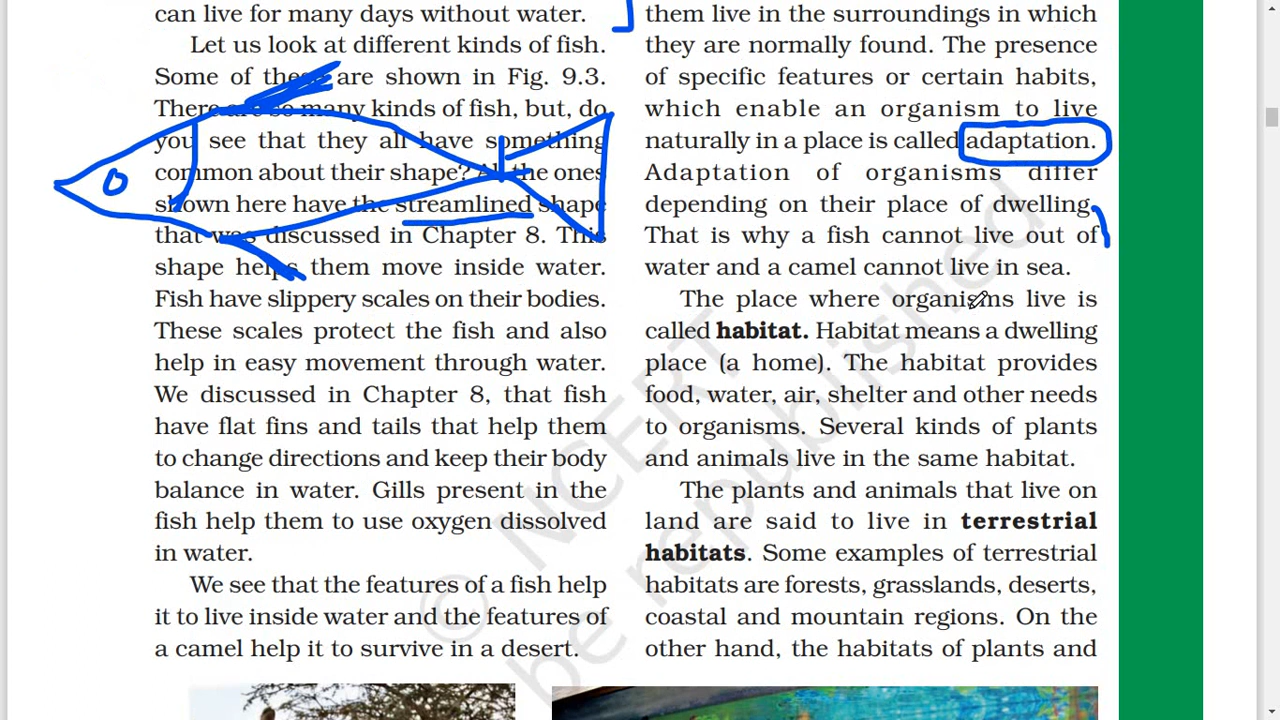 can live for many days without water.
Let us look at different kinds of fish.
Some of these are shown in Fig. 9.3.
There are so many kinds of fish, but, do
you see that they all have something
common about their shape? All the ones
shown here have the streamlined shape
that was discussed in Chapter 8. This
shape helps them move inside water.
Fish have slippery scales on their bodies.
These scales protect the fish and also
help in easy movement through water.
We discussed in Chapter 8, that fish
have flat fins and tails that help them
to change directions and keep their body
balance in water. Gills present in the
fish help them to use oxygen dissolved
in water.
We see that the features of a fish help
it to live inside water and the features of
a camel help it to survive in a desert.
them live in the surroundings in which
they are normally found. The presence
of specific features or certain habits,
which enable an organism to live
naturally in a place is called adaptation.
Adaptation of organisms differ
depending on their place of dwelling.
That is why a fish cannot live out of
water and a camel cannot live in sea.
The place where organisms live is
called habitat. Habitat means a dwelling
place (a home). The habitat provides
food, water, air, shelter and other needs
to organisms. Several kinds of plants
and animals live in the same habitat.
The plants and animals that live on
land are said to live in terrestrial
habitats. Some examples of terrestrial
habitats are forests, grasslands, deserts,
coastal and mountain regions. On the
other hand, the habitats of plants and
© NCERT
be republished